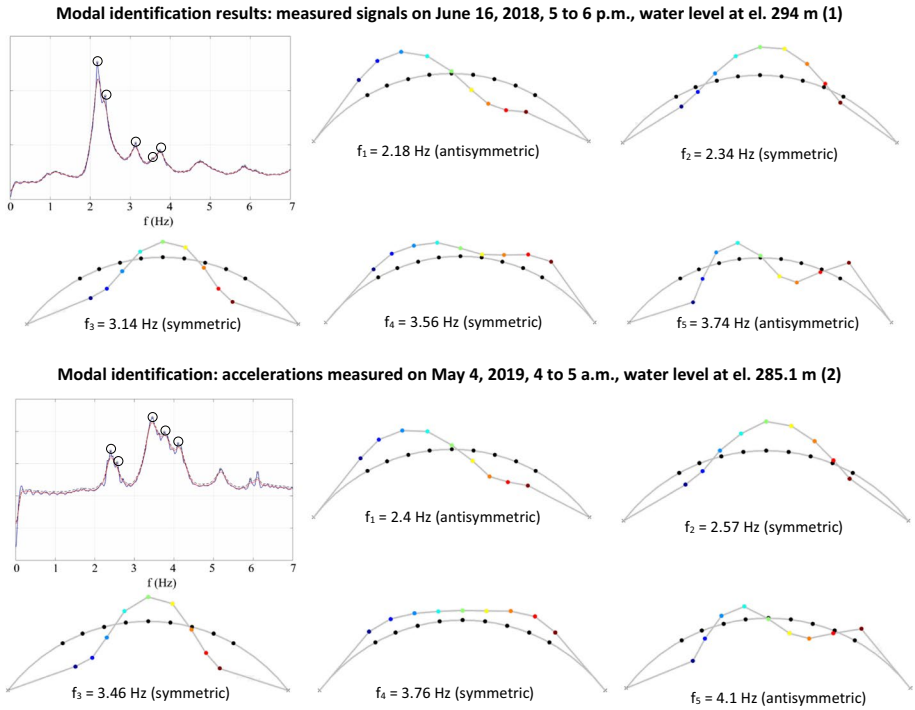 Modal identification results: measured signals on June 16, 2018, 5 to 6 p.m., water level at el. 294 m (1)
0 1 2 3 4 5 6 7
f (Hz)
f₁ = 2.18 Hz (antisymmetric)
f₂ = 2.34 Hz (symmetric)
f₃ = 3.14 Hz (symmetric)
f₄ = 3.56 Hz (symmetric)
f₅ = 3.74 Hz (antisymmetric)
Modal identification: accelerations measured on May 4, 2019, 4 to 5 a.m., water level at el. 285.1 m (2)
0 1 2 3 4 5 6 7
f (Hz)
f₁ = 2.4 Hz (antisymmetric)
f₂ = 2.57 Hz (symmetric)
f₃ = 3.46 Hz (symmetric)
f₄ = 3.76 Hz (symmetric)
f₅ = 4.1 Hz (antisymmetric)